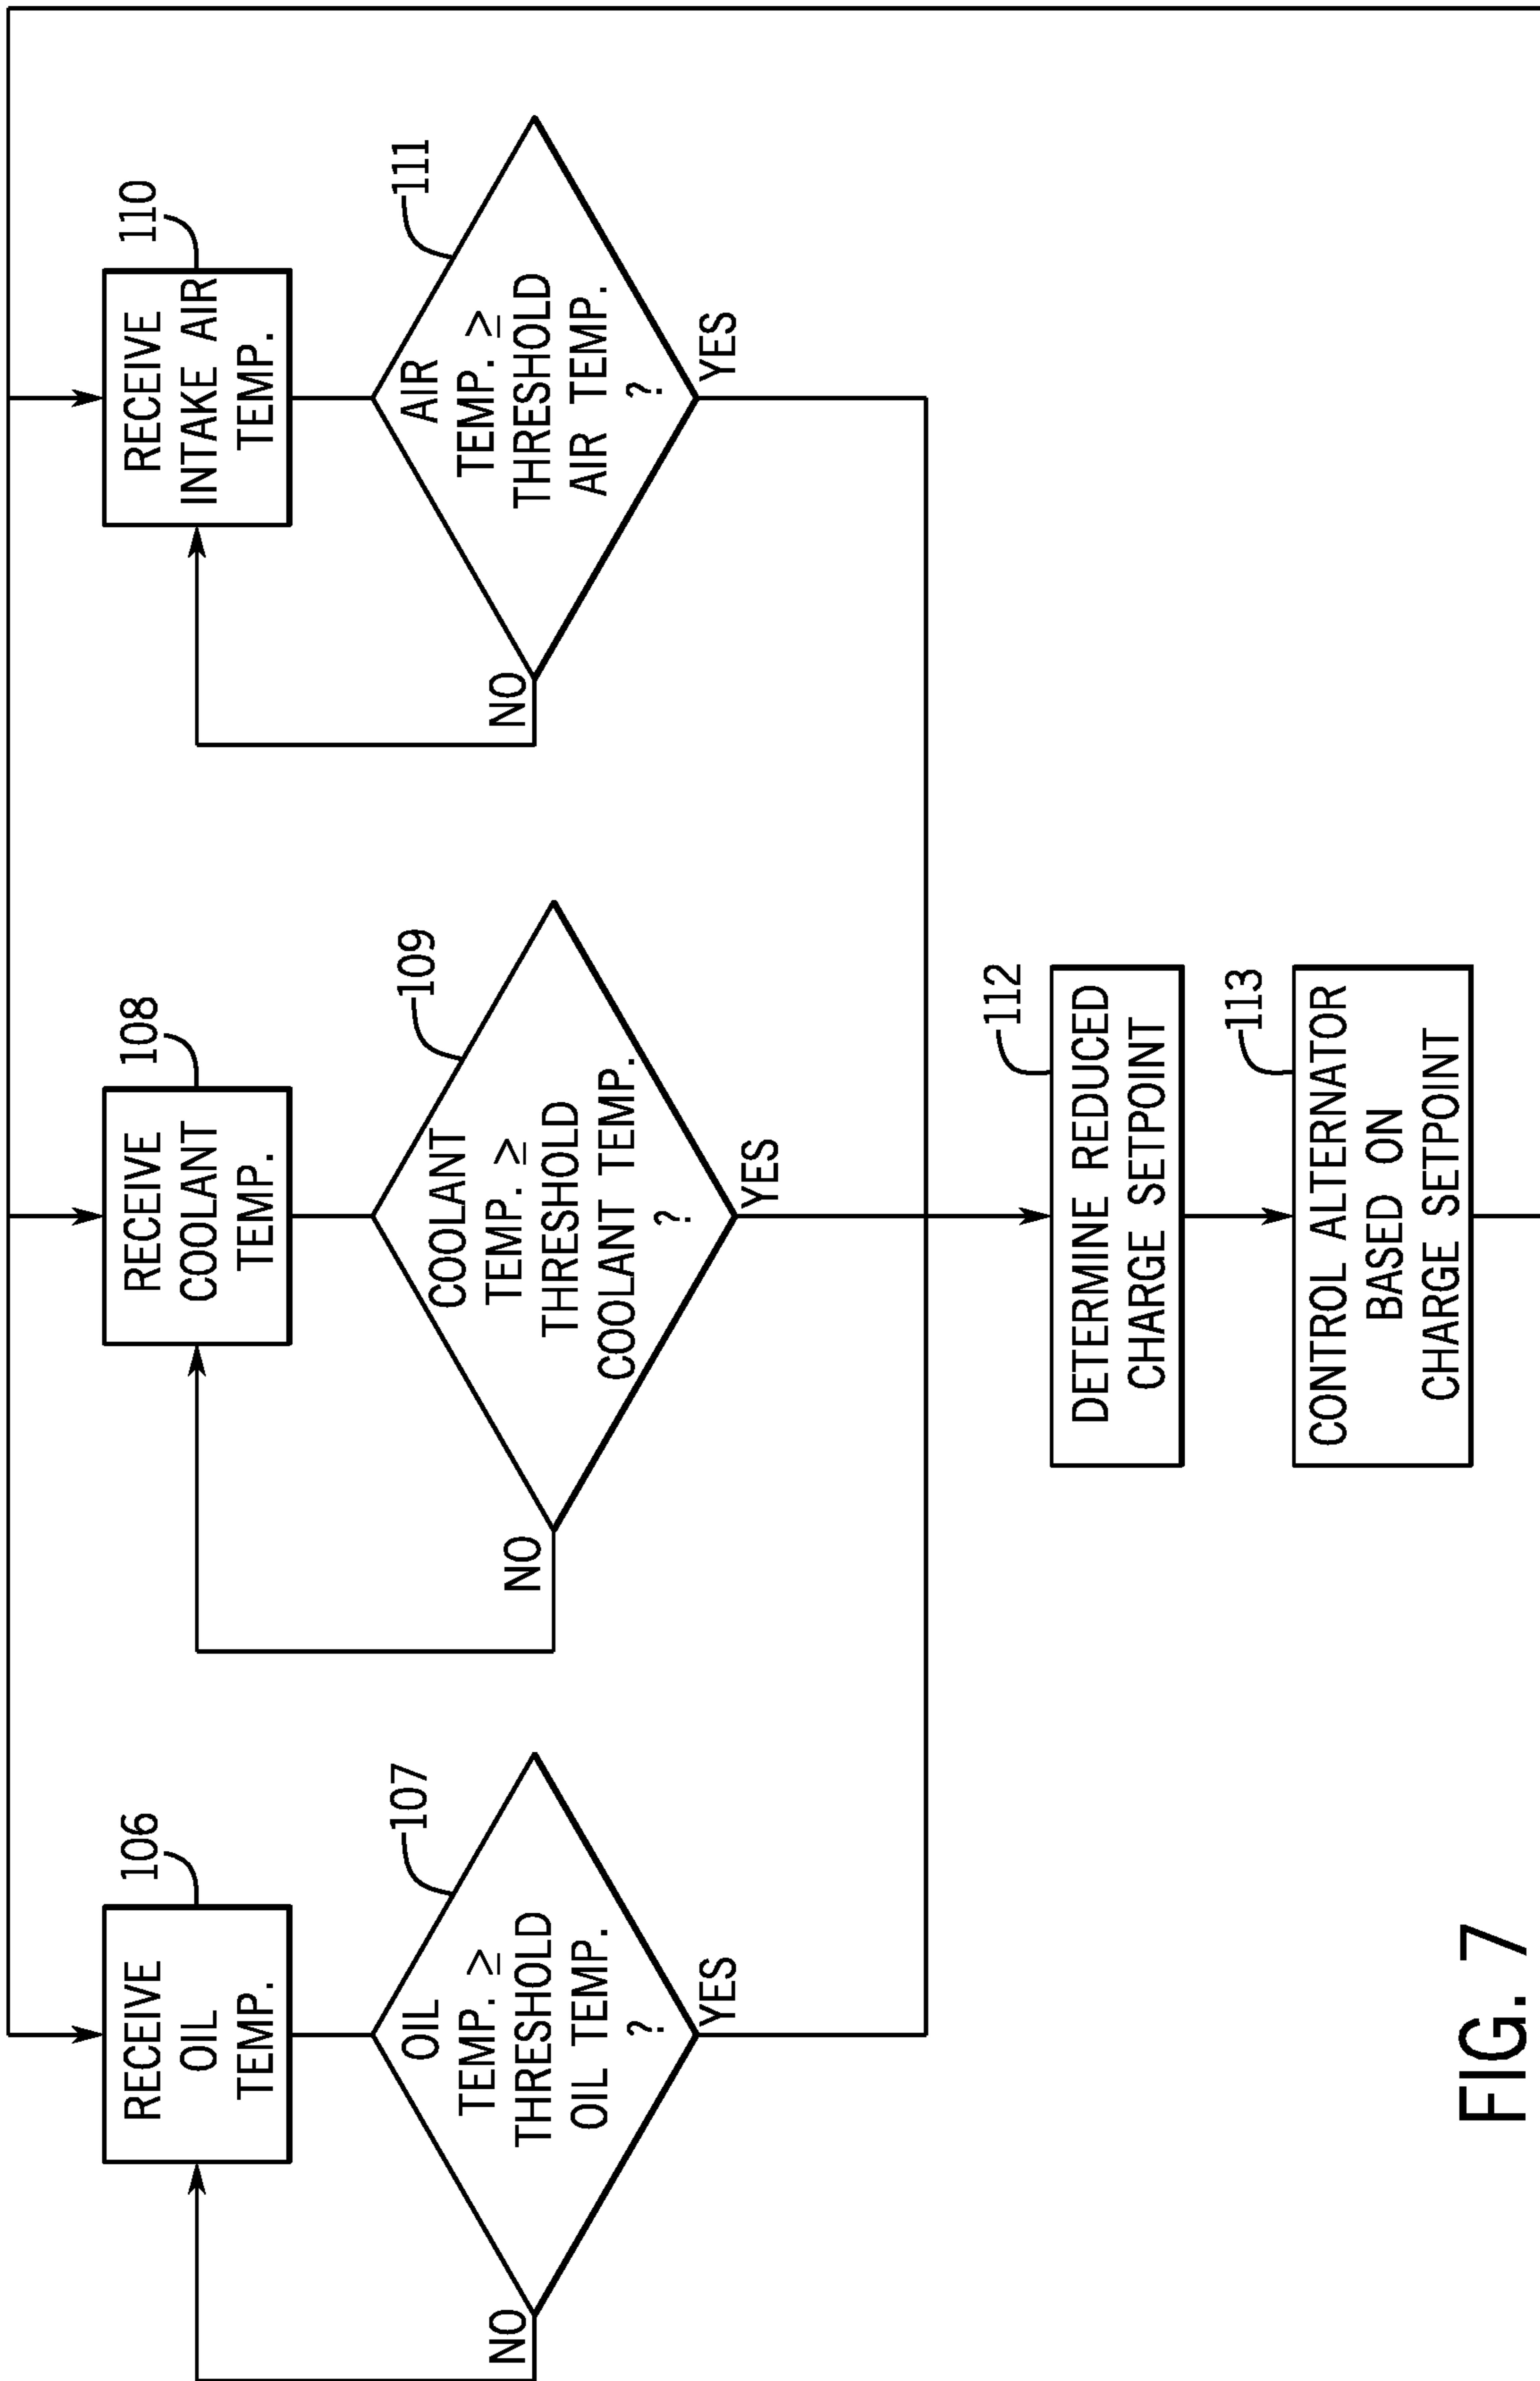 106
RECEIVE
OIL
TEMP.
107
OIL
TEMP. ≥
THRESHOLD
OIL TEMP.
?
NO
YES
108
RECEIVE
COOLANT
TEMP.
109
COOLANT
TEMP. ≥
THRESHOLD
COOLANT TEMP.
?
NO
YES
110
RECEIVE
INTAKE AIR
TEMP.
111
AIR
TEMP. ≥
THRESHOLD
AIR TEMP.
?
NO
YES
112
DETERMINE REDUCED
CHARGE SETPOINT
113
CONTROL ALTERNATOR
BASED ON
CHARGE SETPOINT
FIG. 7